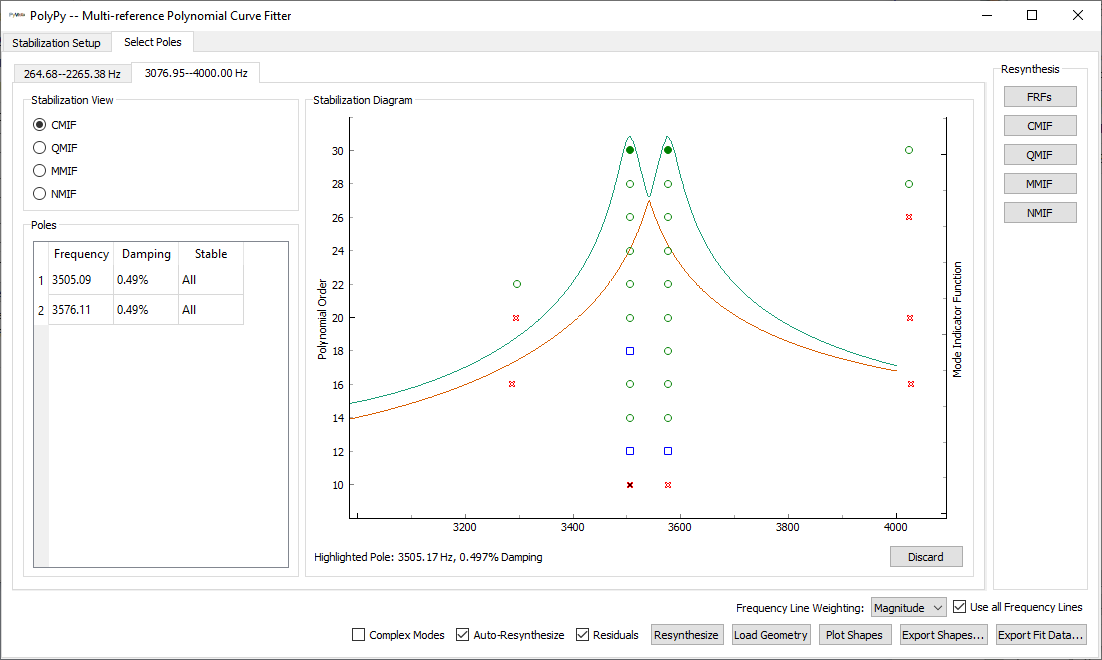 PolyPy -- Multi-reference Polynomial Curve Fitter
Stabilization Setup
Select Poles
264.68--2265.38 Hz
3076.95--4000.00 Hz
Stabilization View
CMIF
QMIF
MMIF
NMIF
Poles
Frequency Damping Stable
1 3505.09 0.49% All
2 3576.11 0.49% All
Stabilization Diagram
Polynomial Order
30
28
26
24
22
20
18
16
14
12
10
3200 3400 3600 3800 4000
Mode Indicator Function
Highlighted Pole: 3505.17 Hz, 0.497% Damping
Discard
Resynthesis
FRFs
CMIF
QMIF
MMIF
NMIF
Frequency Line Weighting: Magnitude Use all Frequency Lines
Complex Modes Auto-Resynthesize Residuals Resynthesize Load Geometry Plot Shapes Export Shapes... Export Fit Data...